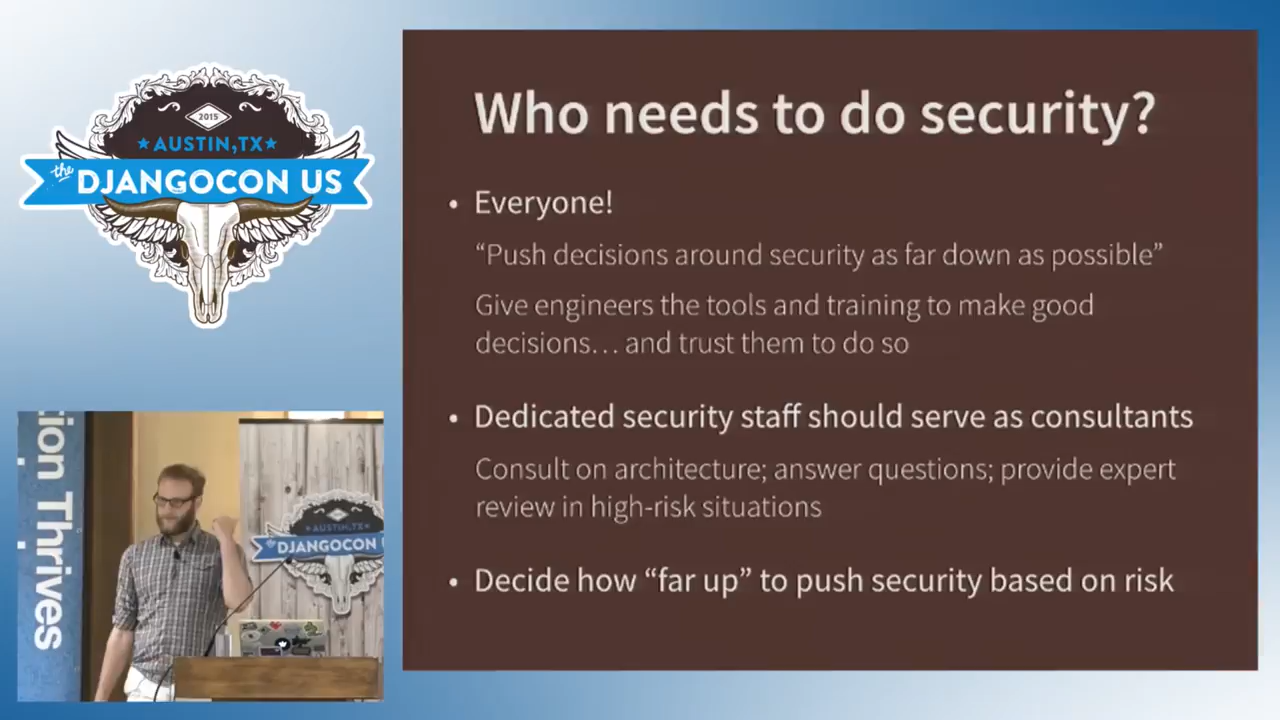 2015
AUSTIN, TX
the
DJANGOCON US
Who needs to do security?
• Everyone!
“Push decisions around security as far down as possible”
Give engineers the tools and training to make good
decisions… and trust them to do so
• Dedicated security staff should serve as consultants
Consult on architecture; answer questions; provide expert
review in high-risk situations
• Decide how “far up” to push security based on risk
tion Thrives
AUSTIN, TX
DJANGOCON U